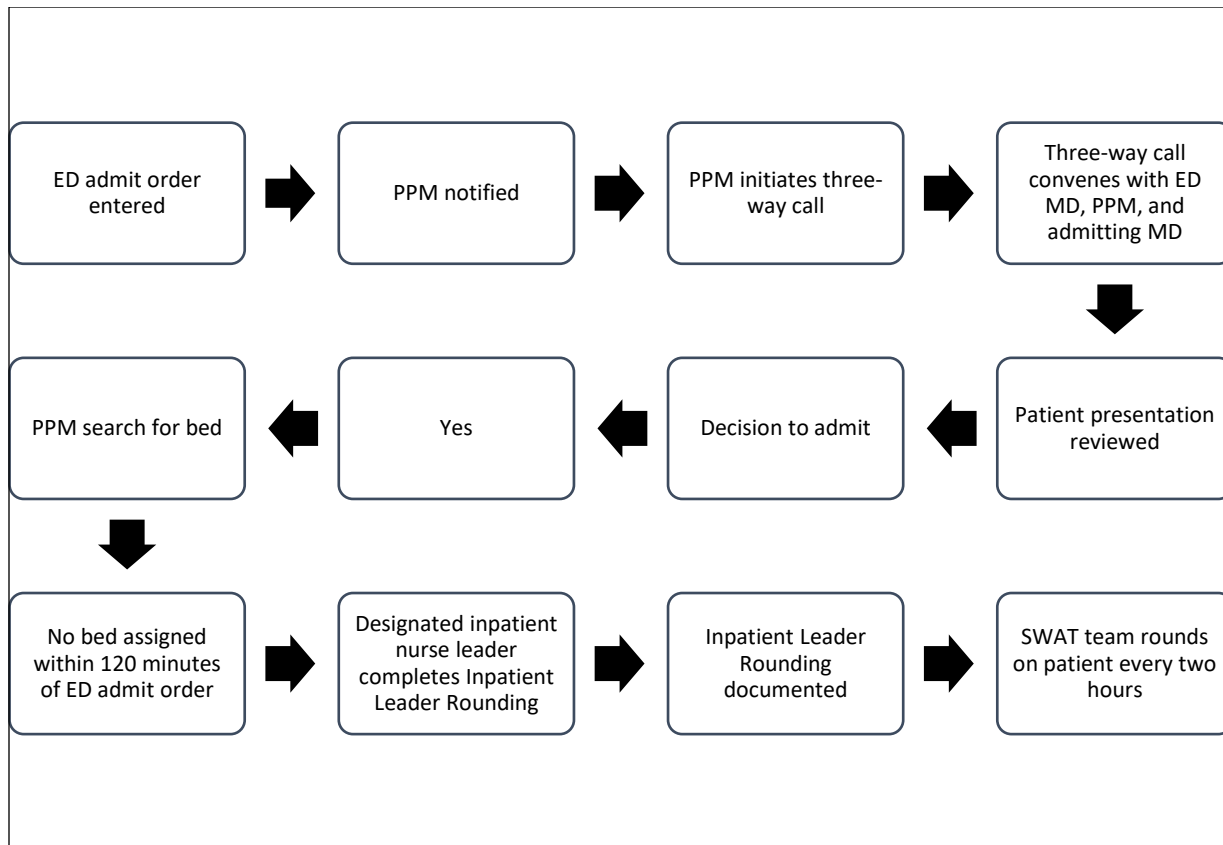 ED admit order
entered
PPM notified
PPM initiates three-
way call
Three-way call
convenes with ED
MD, PPM, and
admitting MD
PPM search for bed
Yes
Decision to admit
Patient presentation
reviewed
No bed assigned
within 120 minutes
of ED admit order
Designated inpatient
nurse leader
completes Inpatient
Leader Rounding
Inpatient Leader
Rounding
documented
SWAT team rounds
on patient every two
hours